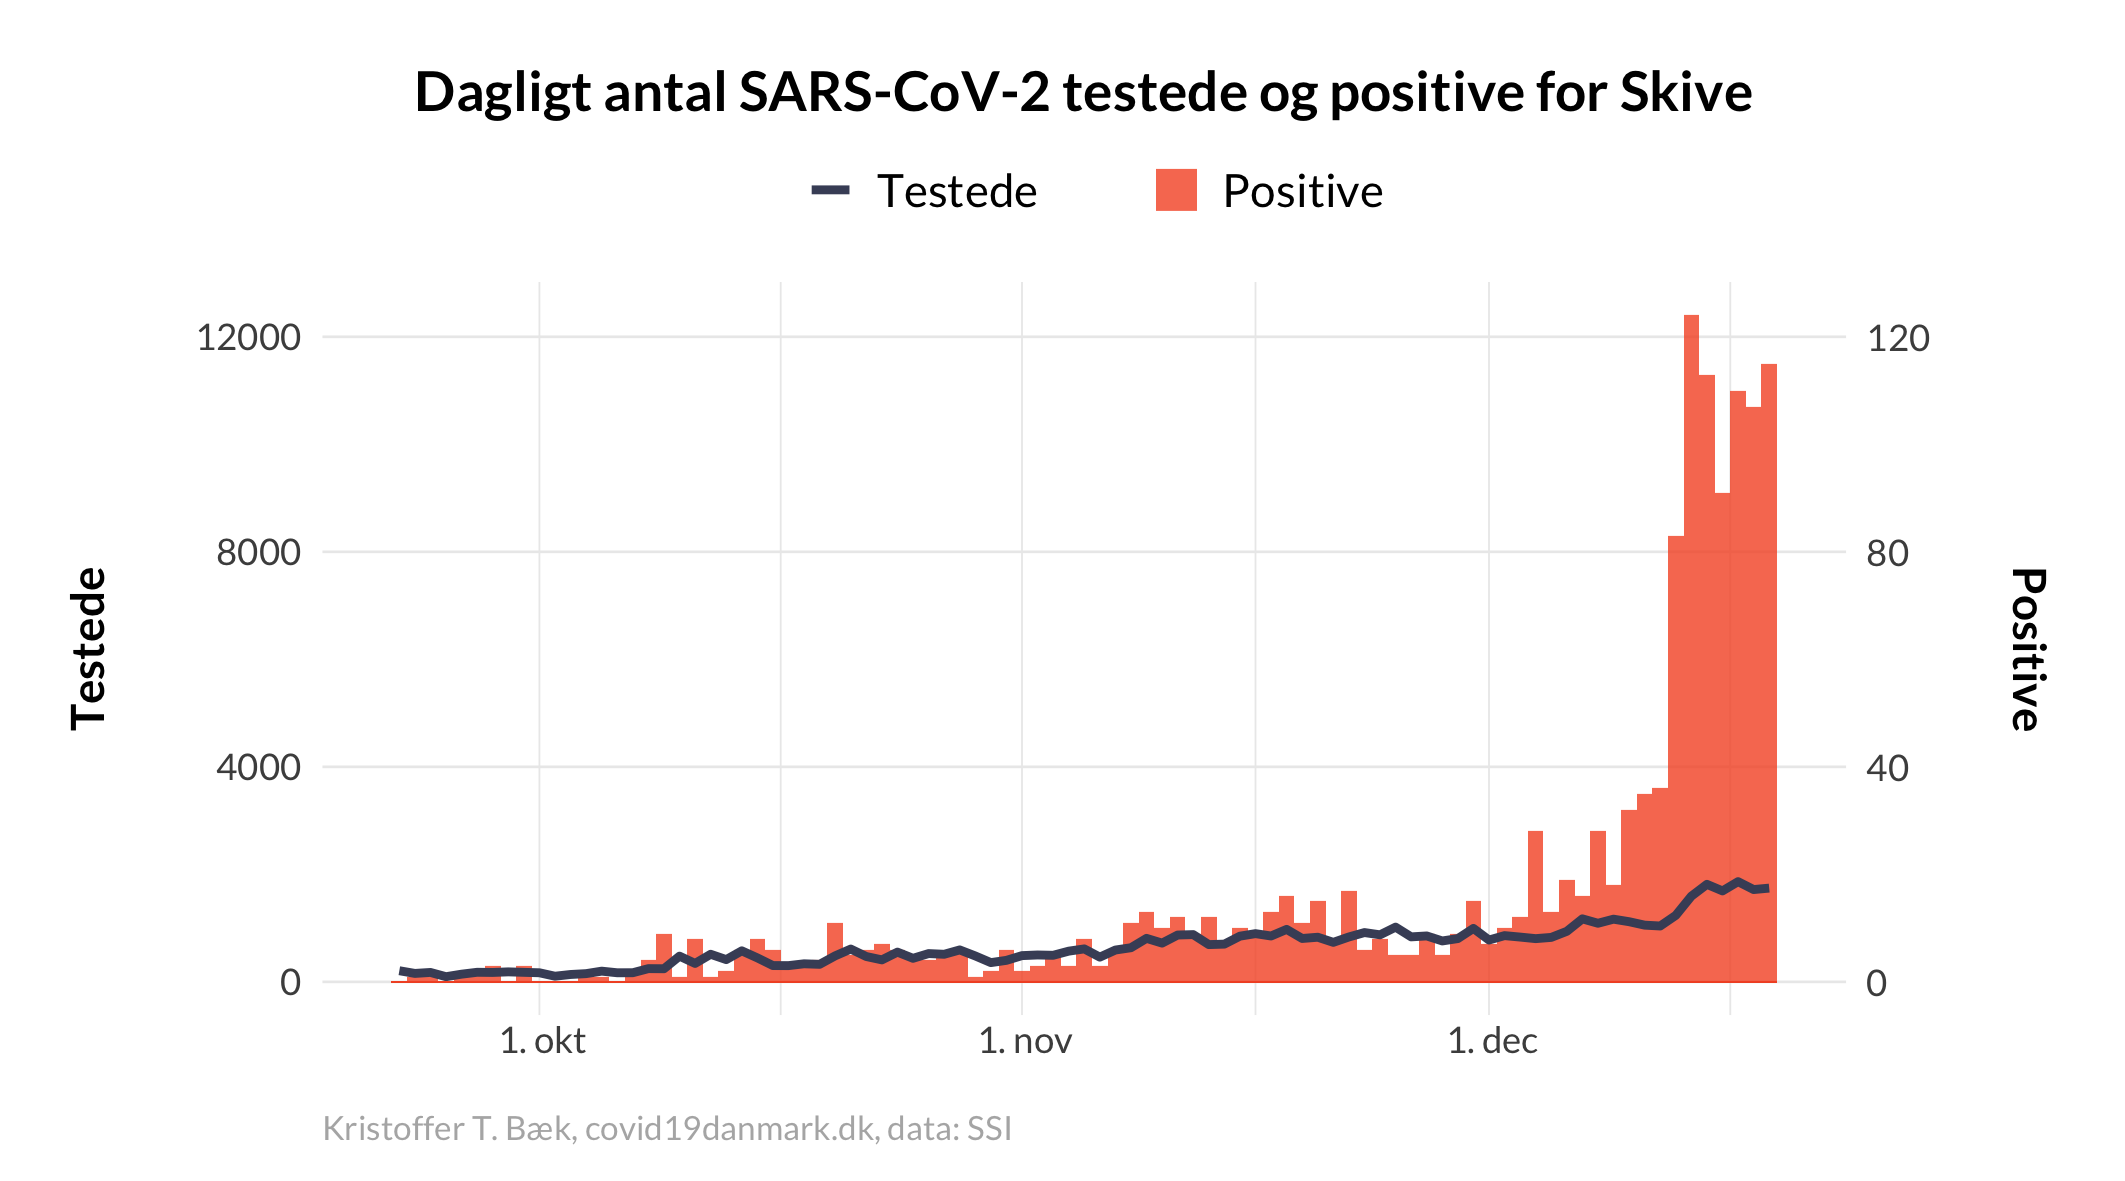 Dagligt antal SARS-CoV-2 testede og positive for Skive
Testede
Positive
12000
8000
4000
0
120
80
40
0
Testede
Positive
1. okt
1. nov
1. dec
Kristoffer T. Bæk, covid19danmark.dk, data: SSI